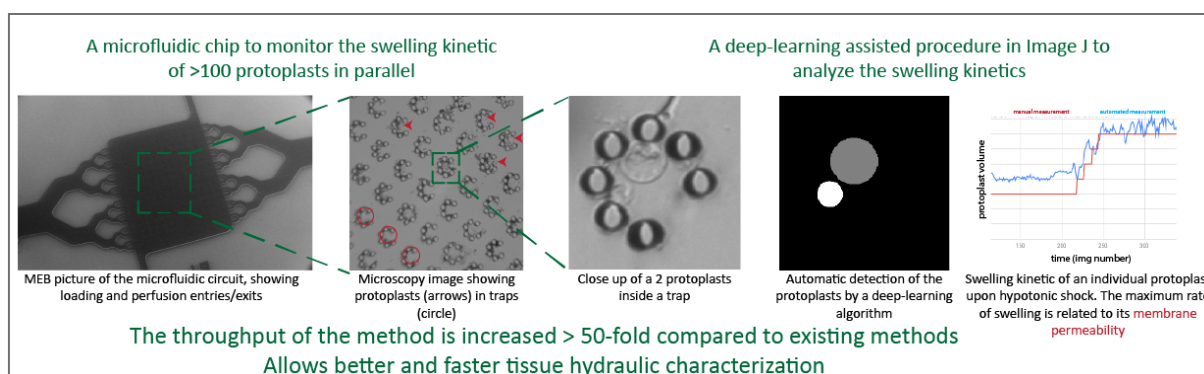 A microfluidic chip to monitor the swelling kinetic
of >100 protoplasts in parallel
A deep-learning assisted procedure in Image J to
analyze the swelling kinetics
manual measurement
automated measurement
protoplast volume
150
200
250
300
time (img number)
MEB picture of the microfluidic circuit, showing
loading and perfusion entries/exits
Microscopy image showing
protoplasts (arrows) in traps
(circle)
Close up of a 2 protoplasts
inside a trap
Automatic detection of the
protoplasts by a deep-learning
algorithm
Swelling kinetic of an individual protoplas
upon hypotonic shock. The maximum rat
of swelling is related to its membrane
permeability
The throughput of the method is increased > 50-fold compared to existing methods
Allows better and faster tissue hydraulic characterization